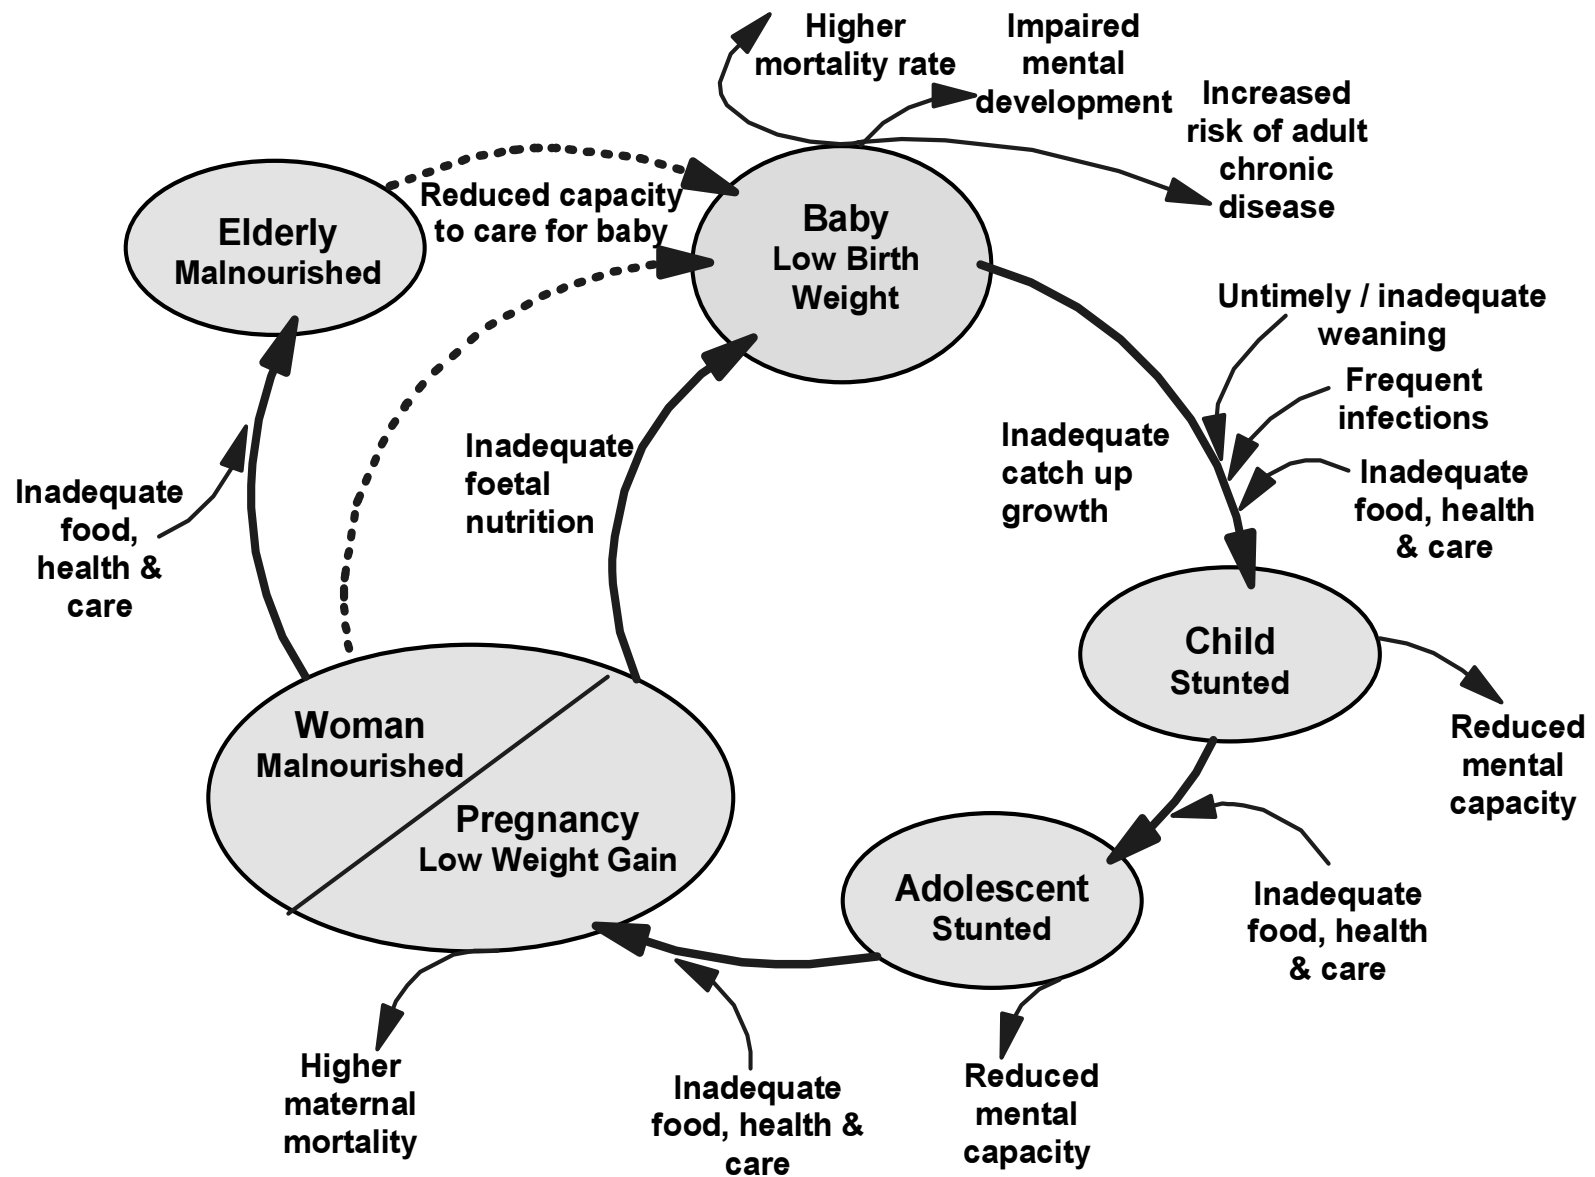 Higher
mortality rate
Impaired
mental
development
Increased
risk of adult
chronic
disease
Elderly
Malnourished
Reduced capacity
to care for baby
Baby
Low Birth
Weight
Untimely / inadequate
weaning
Frequent
infections
Inadequate
food, health
& care
Inadequate
catch up
growth
Inadequate
foetal
nutrition
Inadequate
food,
health &
care
Child
Stunted
Reduced
mental
capacity
Woman
Malnourished
Pregnancy
Low Weight Gain
Adolescent
Stunted
Inadequate
food, health
& care
Higher
maternal
mortality
Inadequate
food, health &
care
Reduced
mental
capacity